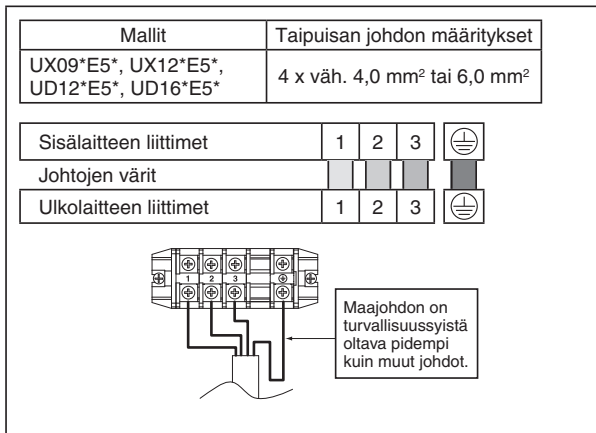 Mallit Taipuisan johdon määritykset
UX09*E5*, UX12*E5*,
UD12*E5*, UD16*E5*
4 x väh. 4,0 mm² tai 6,0 mm²
Sisälaitteen liittimet 1 2 3
Johtojen värit
Ulkolaitteen liittimet 1 2 3
1 2 3
Maajohdon on
turvallisuussyistä
oltava pidempi
kuin muut johdot.